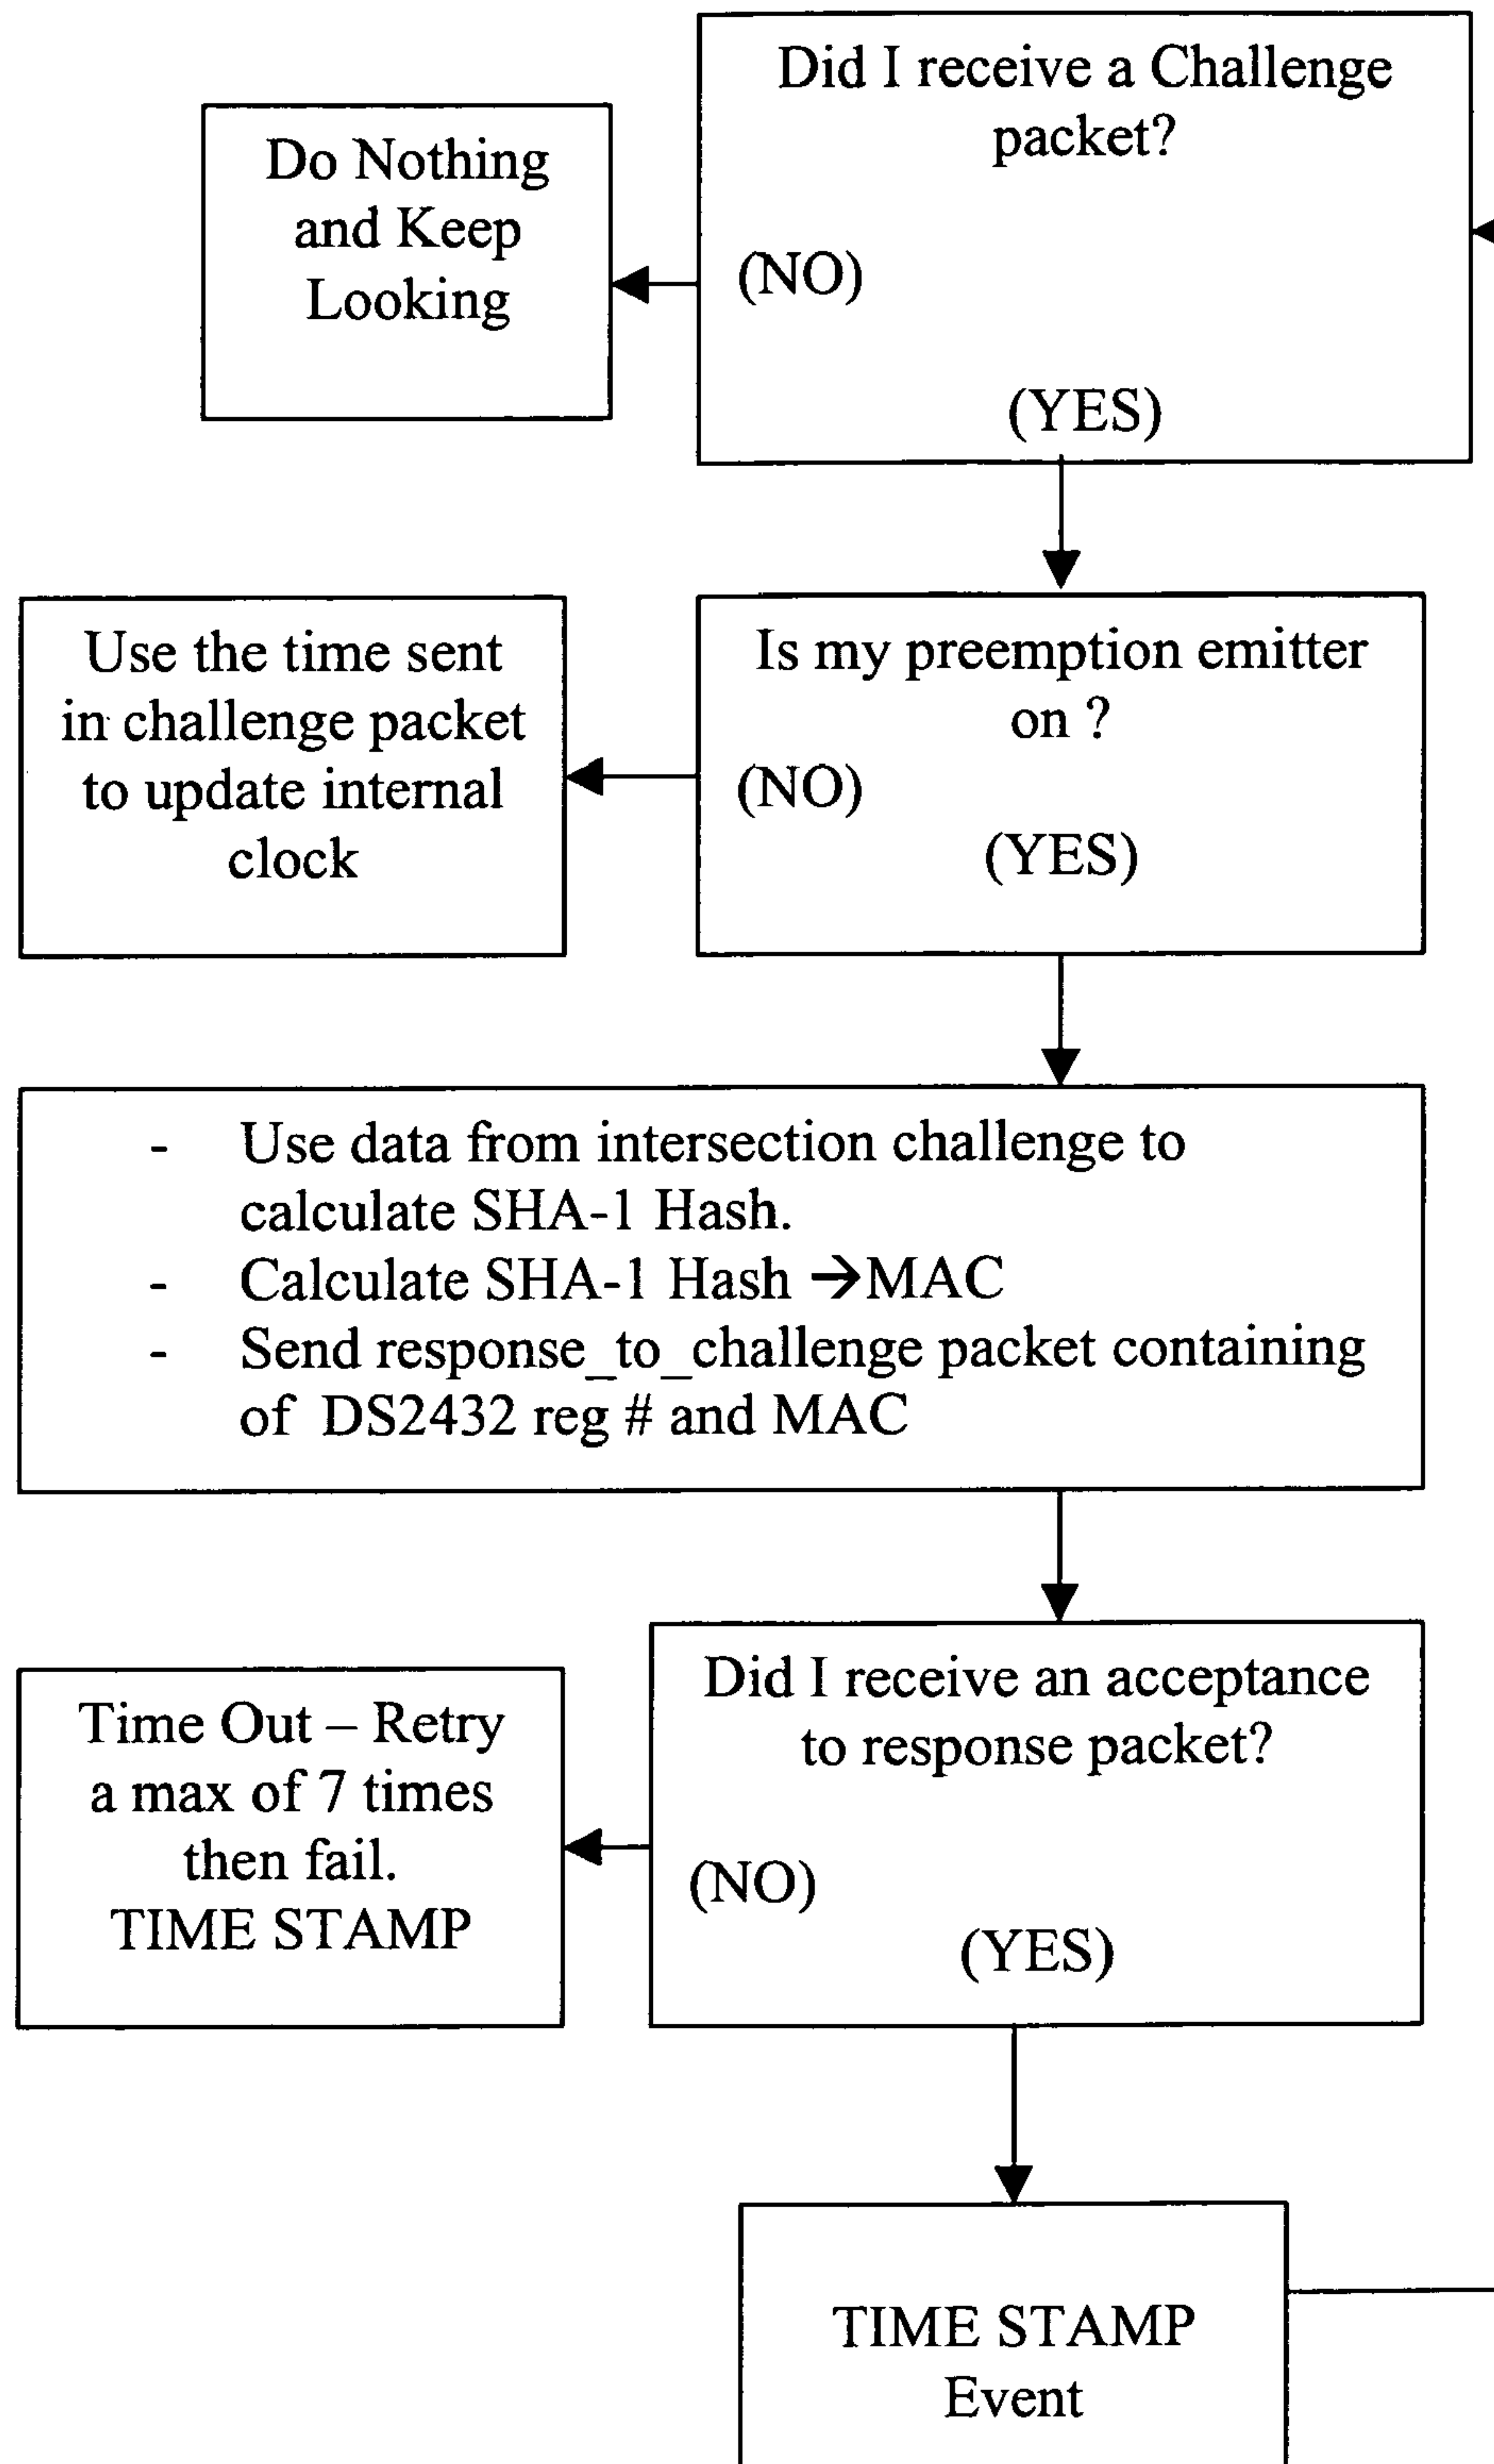 Did I receive a Challenge
packet?
(NO)
(YES)
Do Nothing
and Keep
Looking
Is my preemption emitter
on ?
(NO)
(YES)
Use the time sent
in challenge packet
to update internal
clock
- Use data from intersection challenge to
calculate SHA-1 Hash.
- Calculate SHA-1 Hash →MAC
- Send response_to_challenge packet containing
of DS2432 reg # and MAC
Did I receive an acceptance
to response packet?
(NO)
(YES)
Time Out – Retry
a max of 7 times
then fail.
TIME STAMP
TIME STAMP
Event